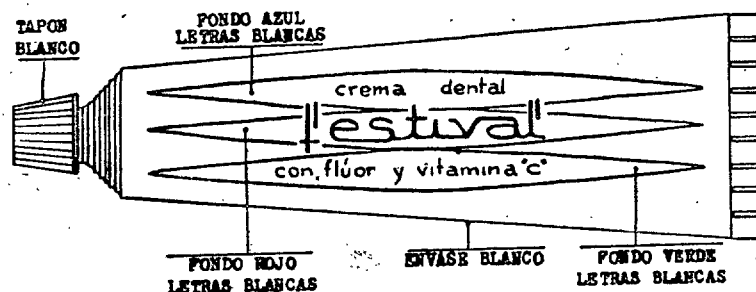 TAPON
BLANCO
FONDO AZUL
LETRAS BLANCAS
crema dental
Festival
con, flúor y vitamina "c"
FONDO ROJO
LETRAS BLANCAS
ENVASE BLANCO
FONDO VERDE
LETRAS BLANCAS